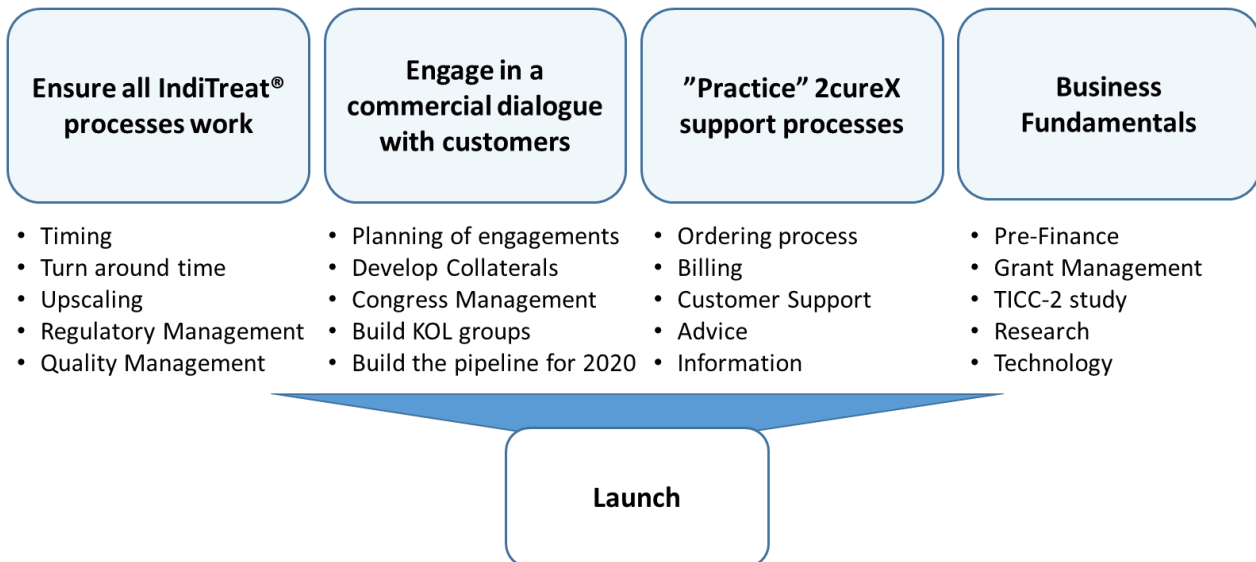 Ensure all IndiTreat®
processes work
Engage in a
commercial dialogue
with customers
”Practice” 2cureX
support processes
Business
Fundamentals
• Timing
• Turn around time
• Upscaling
• Regulatory Management
• Quality Management
• Planning of engagements
• Develop Collaterals
• Congress Management
• Build KOL groups
• Build the pipeline for 2020
• Ordering process
• Billing
• Customer Support
• Advice
• Information
• Pre-Finance
• Grant Management
• TICC-2 study
• Research
• Technology
Launch